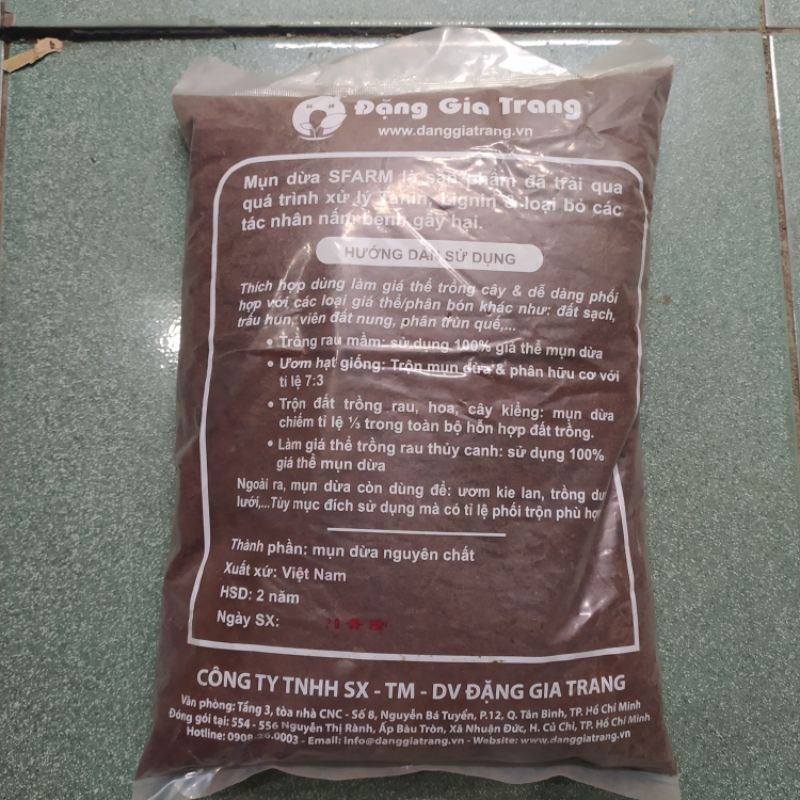 Đặng Gia Trang
www.danggiatrang.vn
Mụn dừa SFARM là sản phẩm đã trải qua
quá trình xử lý Tanin, Lignin & loại bỏ các
tác nhân nấm bệnh gây hại.
HƯỚNG DẪN SỬ DỤNG
Thích hợp dùng làm giá thể trồng cây & dễ dàng phối
hợp với các loại giá thể/phân bón khác như: đất sạch,
trấu hun, viên đất nung, phân trùn quế,...
• Trồng rau mầm: sử dụng 100% giá thể mụn dừa
• Ươm hạt giống: Trộn mụn dừa & phân hữu cơ với
tỉ lệ 7:3
• Trộn đất trồng rau, hoa, cây kiểng: mụn dừa
chiếm tỉ lệ ⅓ trong toàn bộ hỗn hợp đất trồng.
• Làm giá thể trồng rau thủy canh: sử dụng 100%
giá thể mụn dừa
Ngoài ra, mụn dừa còn dùng để: ươm kie lan, trồng dưa
lưới,...Tùy mục đích sử dụng mà có tỉ lệ phối trộn phù hợp
Thành phần: mụn dừa nguyên chất
Xuất xứ: Việt Nam
HSD: 2 năm
Ngày SX:
CÔNG TY TNHH SX - TM - DV ĐẶNG GIA TRANG
Văn phòng: Tầng 3, tòa nhà CNC - Số 8, Nguyễn Bá Tuyển, P.12, Q. Tân Bình, TP. Hồ Chí Minh
Đóng gói tại: 554 - 556 Nguyễn Thị Rành, Ấp Bàu Tròn, Xã Nhuận Đức, H. Củ Chi, TP. Hồ Chí Minh
Hotline: - Email: info@danggiatrang.vn - Website: www.danggiatrang.vn